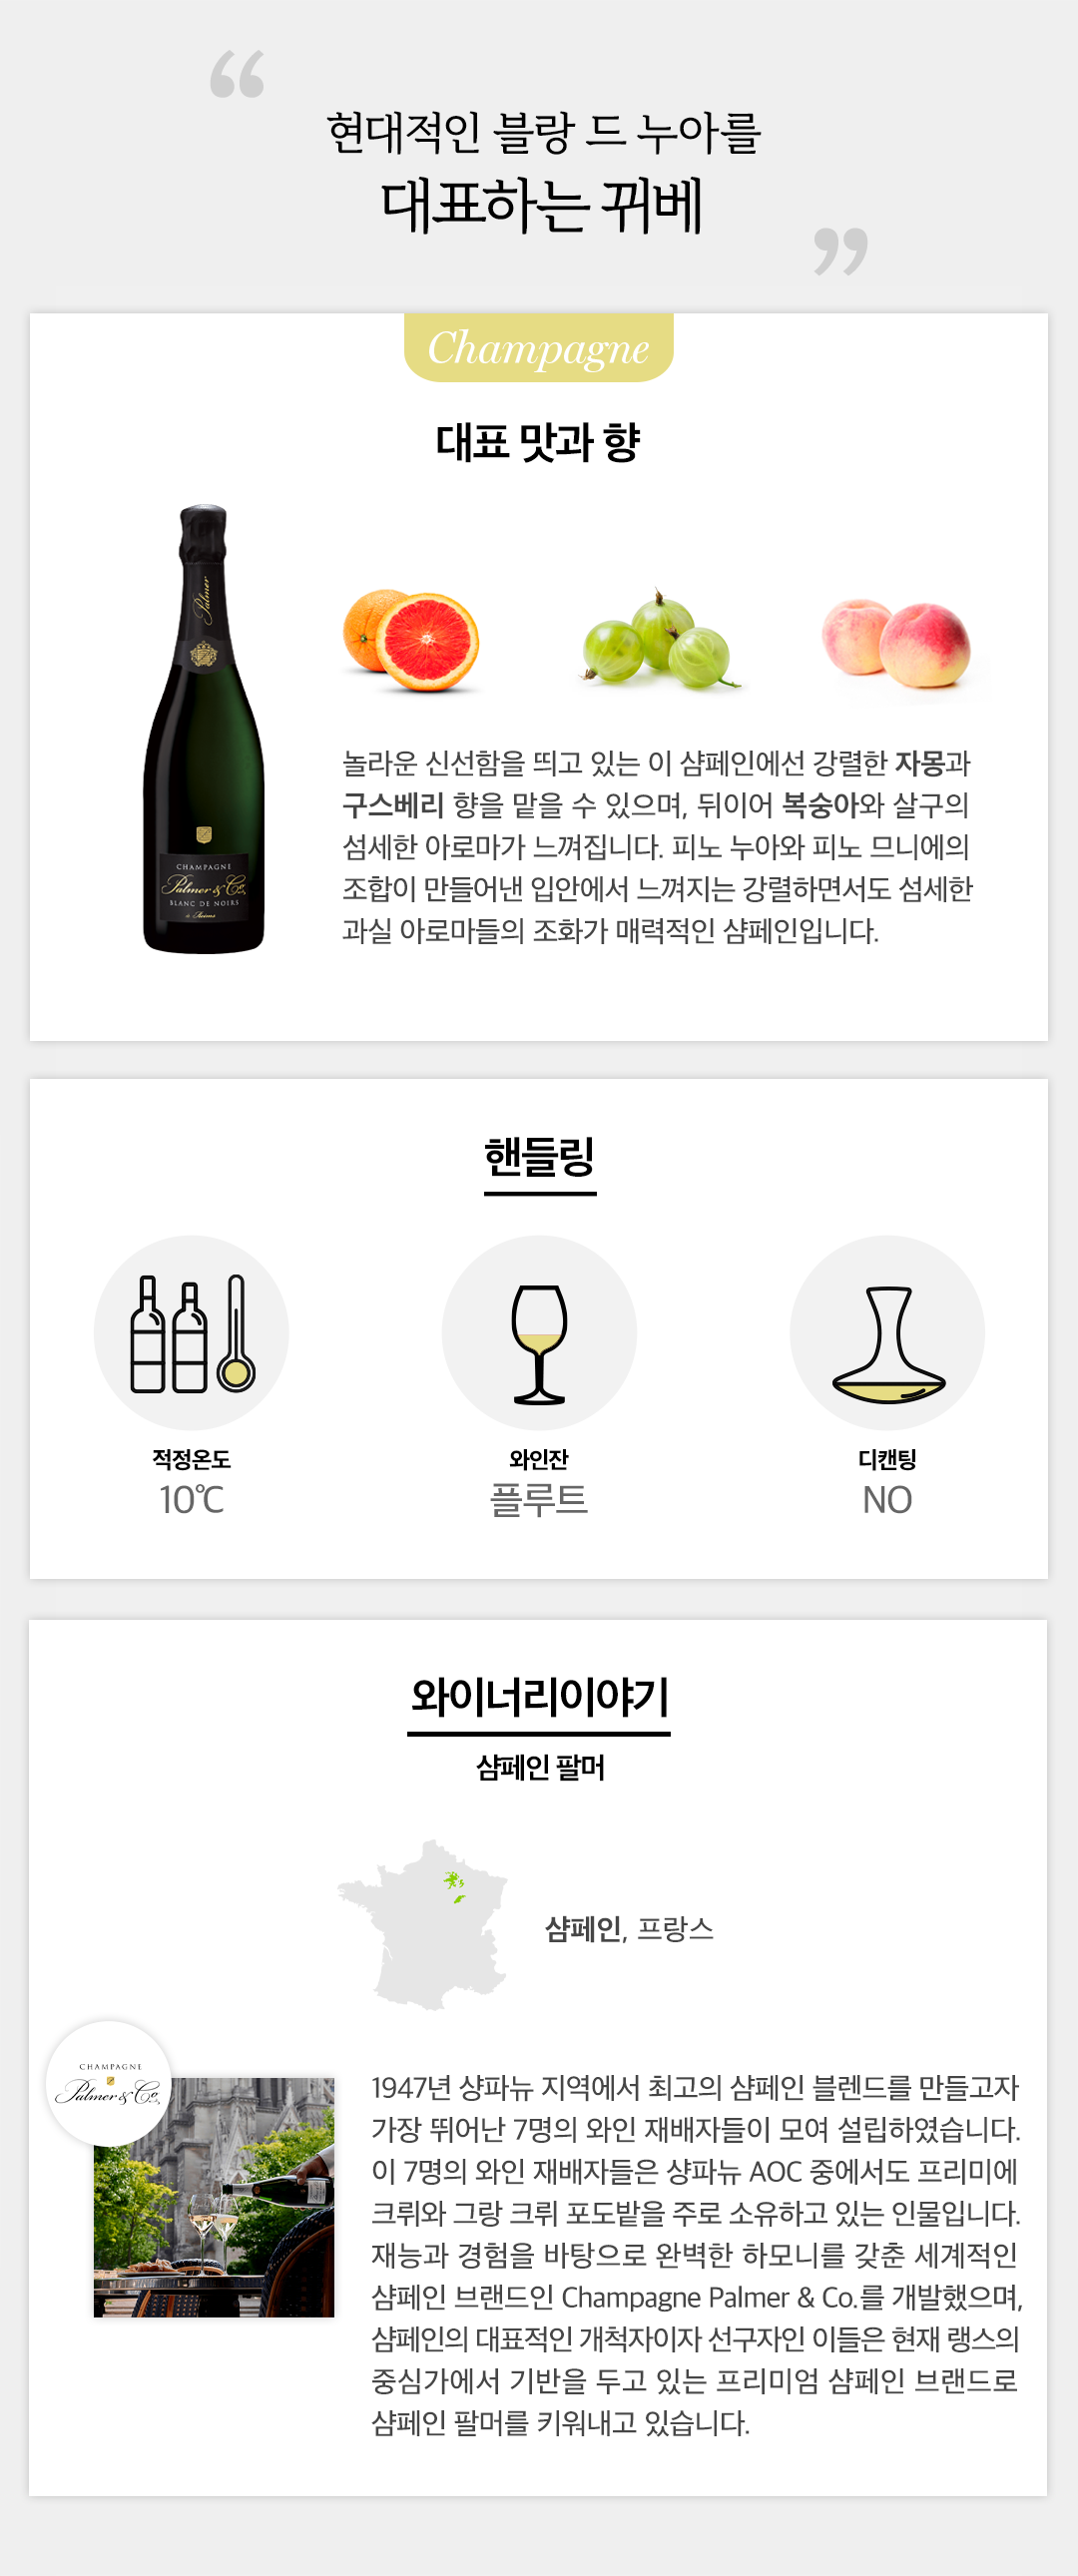 “
현대적인 블랑 드 누아를
대표하는 뀌베
”
Champagne
대표 맛과 향
Palmer
CHAMPAGNE
Palmer & Co
BLANC DE NOIRS
à Reims
놀라운 신선함을 띄고 있는 이 샴페인에선 강렬한 자몽과
구스베리 향을 맡을 수 있으며, 뒤이어 복숭아와 살구의
섬세한 아로마가 느껴집니다. 피노 누아와 피노 므니에의
조합이 만들어낸 입안에서 느껴지는 강렬하면서도 섬세한
과실 아로마들의 조화가 매력적인 샴페인입니다.
핸들링
적정온도
10℃
와인잔
플루트
디캔팅
NO
와이너리이야기
샴페인 팔머
샴페인, 프랑스
CHAMPAGNE
Palmer & Co
1947년 샹파뉴 지역에서 최고의 샴페인 블렌드를 만들고자
가장 뛰어난 7명의 와인 재배자들이 모여 설립하였습니다.
이 7명의 와인 재배자들은 샹파뉴 AOC 중에서도 프리미에
크뤼와 그랑 크뤼 포도밭을 주로 소유하고 있는 인물입니다.
재능과 경험을 바탕으로 완벽한 하모니를 갖춘 세계적인
샴페인 브랜드인 Champagne Palmer & Co.를 개발했으며,
샴페인의 대표적인 개척자이자 선구자인 이들은 현재 랭스의
중심가에서 기반을 두고 있는 프리미엄 샴페인 브랜드로
샴페인 팔머를 키워내고 있습니다.